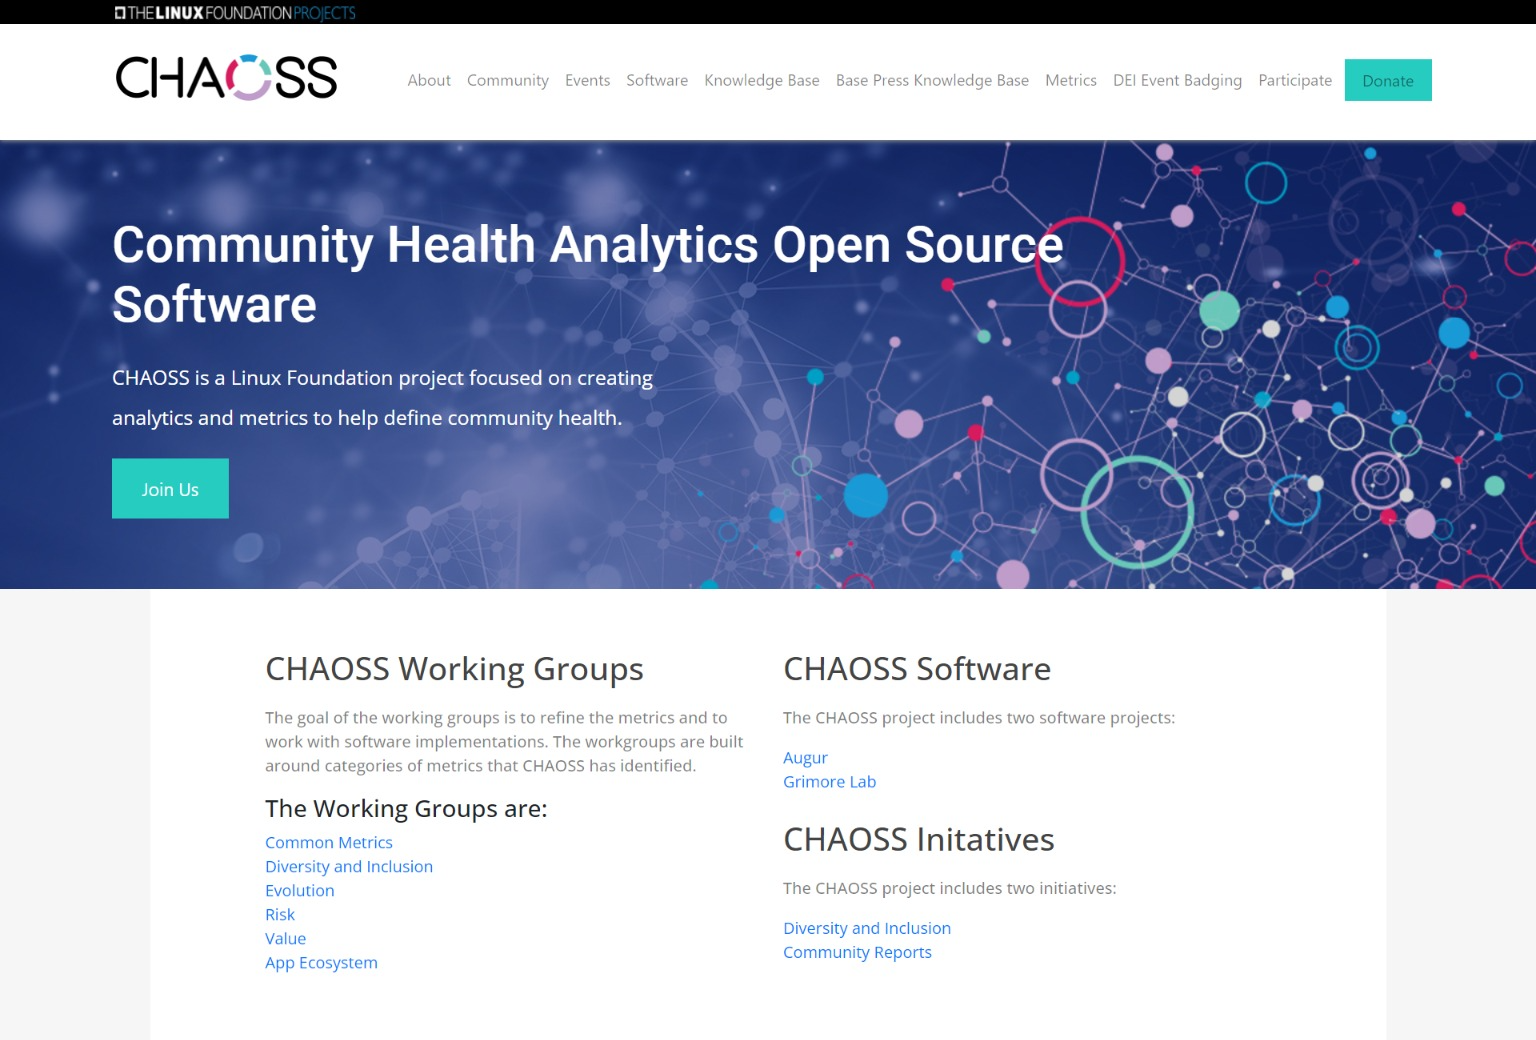 THE LINUX FOUNDATION PROJECTS
CHAOSS
About Community Events Software Knowledge Base Base Press Knowledge Base Metrics DEI Event Badging Participate Donate
Community Health Analytics Open Source
Software
CHAOSS is a Linux Foundation project focused on creating
analytics and metrics to help define community health.
Join Us
CHAOSS Working Groups
The goal of the working groups is to refine the metrics and to
work with software implementations. The workgroups are built
around categories of metrics that CHAOSS has identified.
The Working Groups are:
Common Metrics
Diversity and Inclusion
Evolution
Risk
Value
App Ecosystem
CHAOSS Software
The CHAOSS project includes two software projects:
Augur
Grimore Lab
CHAOSS Initatives
The CHAOSS project includes two initiatives:
Diversity and Inclusion
Community Reports